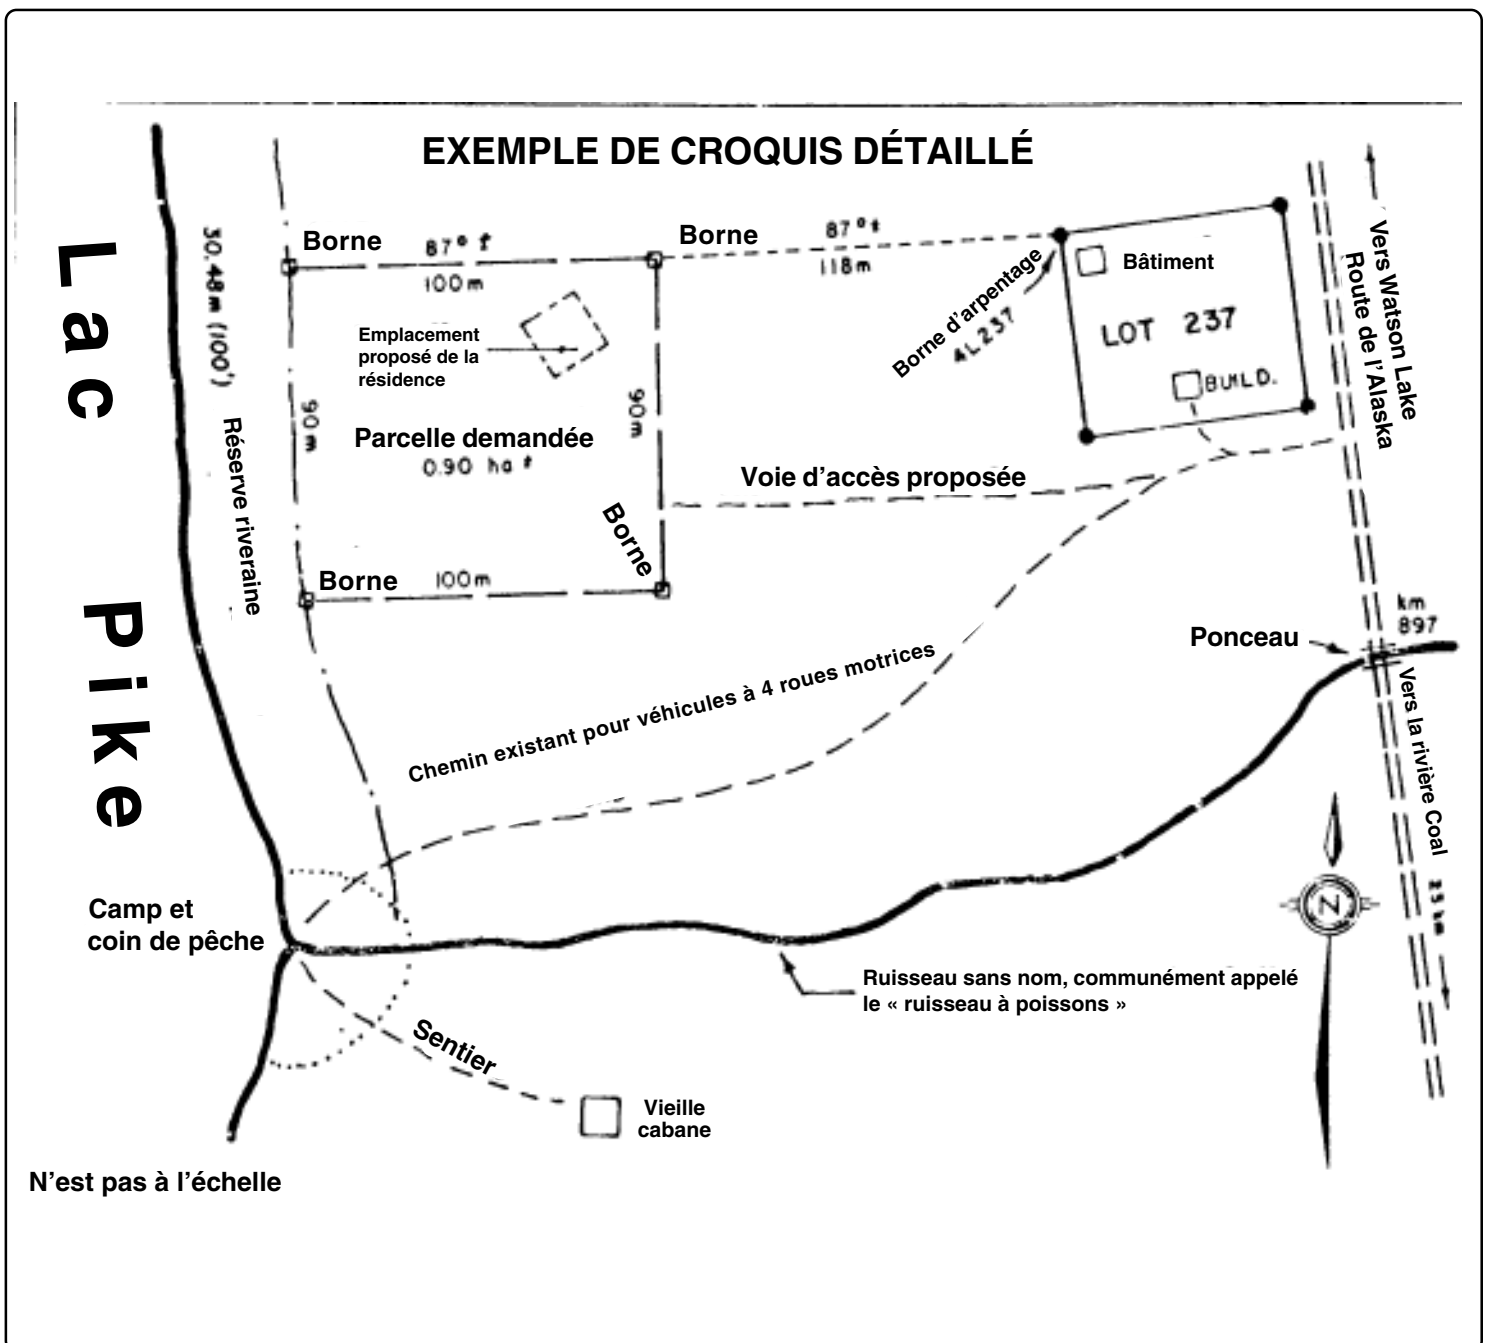 EXEMPLE DE CROQUIS DÉTAILLÉ
Lac Pike
30.48m (100')
Réserve riveraine
Borne
87° ±
100m
Borne
87° ±
118m
Borne d'arpentage
4L237
Bâtiment
LOT 237
BUILD.
Vers Watson Lake
Route de l'Alaska
Emplacement
proposé de la
résidence
90m
90m
Parcelle demandée
0.90 ha ±
Voie d'accès proposée
Borne
Borne
100m
km
897
Ponceau
Chemin existant pour véhicules à 4 roues motrices
Vers la rivière Coal
25 km
N
Camp et
coin de pêche
Ruisseau sans nom, communément appelé
le « ruisseau à poissons »
Sentier
Vieille
cabane
N'est pas à l'échelle